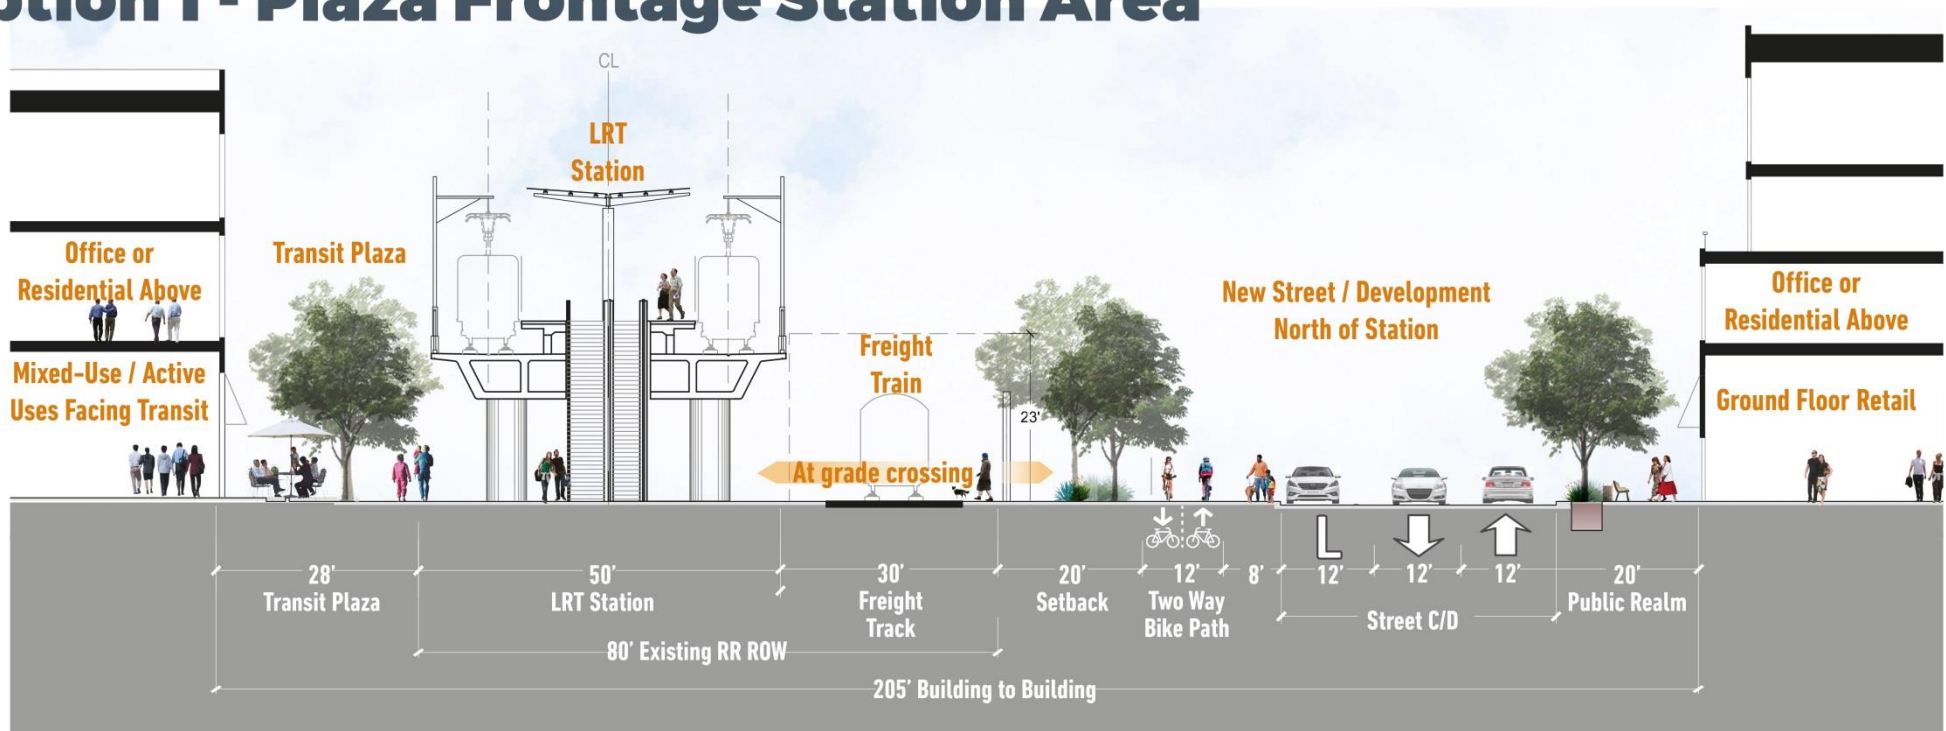 ption 1 - Plaza Frontage Station Area
CL
LRT
Station
Office or
Residential Above
Transit Plaza
Mixed-Use / Active
Uses Facing Transit
Freight
Train
23'
At grade crossing
New Street / Development
North of Station
Office or
Residential Above
Ground Floor Retail
L
28'
Transit Plaza
50'
LRT Station
30'
Freight
Track
20'
Setback
12'
Two Way
Bike Path
8'
12'
12'
12'
Street C/D
20'
Public Realm
80' Existing RR ROW
205' Building to Building